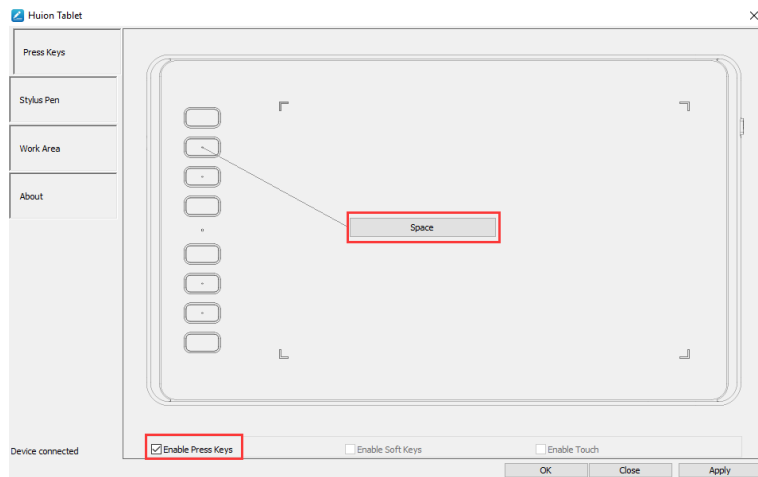 Huion Tablet
Press Keys
Stylus Pen
Space
Work Area
About
Device connected
Enable Press Keys
Enable Soft Keys
Enable Touch
OK
Close
Apply